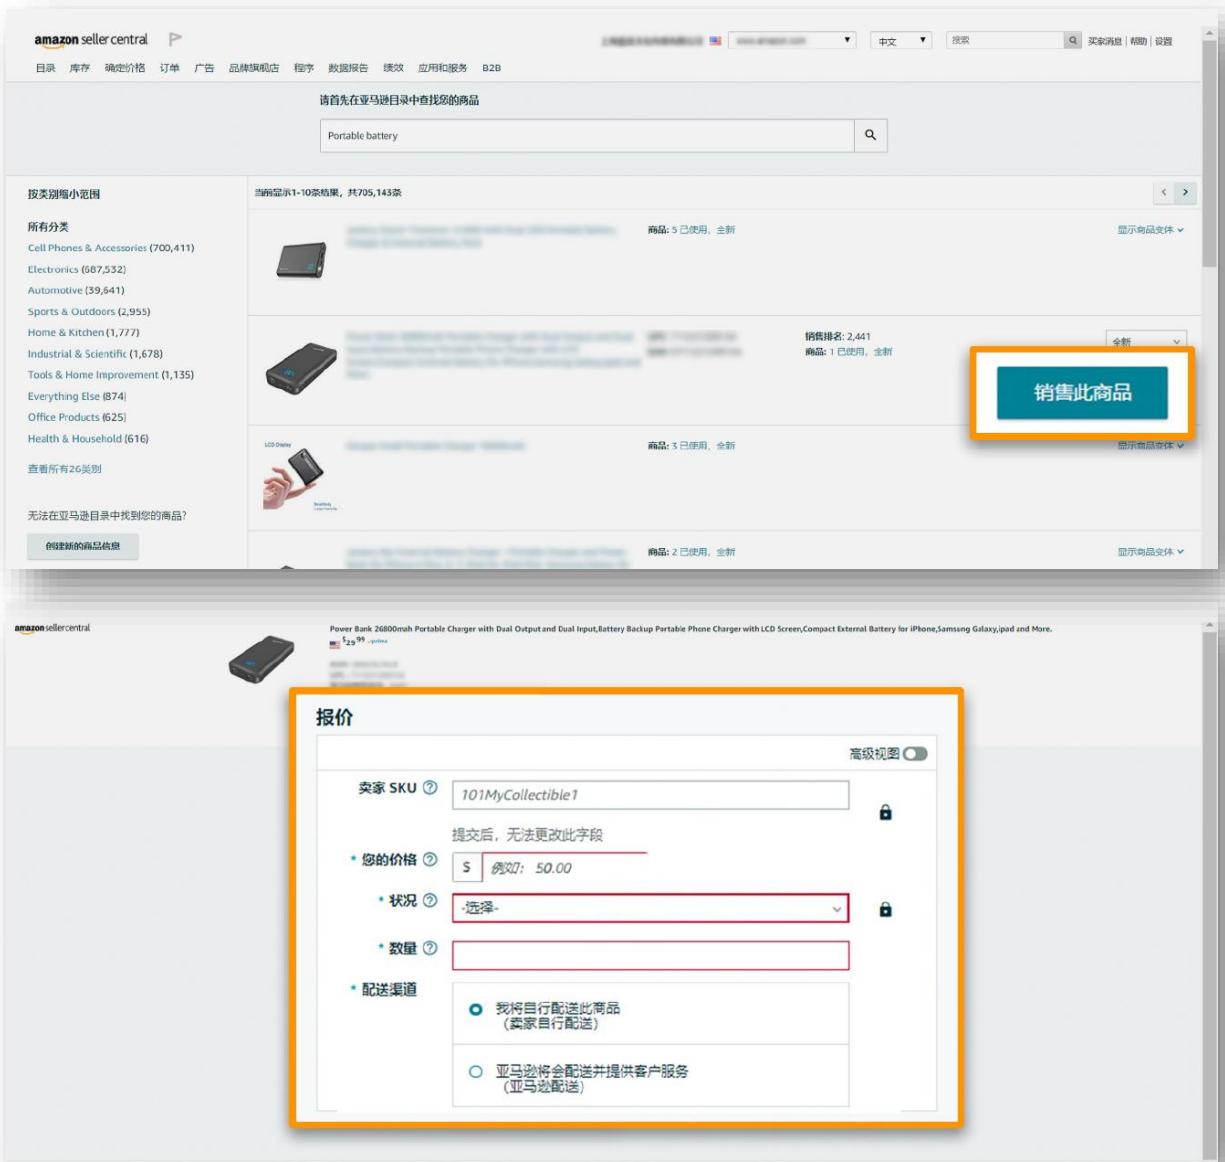 amazon seller central
中文
搜索
买家消息 | 帮助 | 设置
目录 库存 确定价格 订单 广告 品牌旗舰店 程序 数据报告 绩效 应用和服务 B2B
请首先在亚马逊目录中查找您的商品
Portable battery
按类别缩小范围
当前显示1-10条结果，共705,143条
所有分类
Cell Phones & Accessories (700,411)
Electronics (687,532)
Automotive (39,641)
Sports & Outdoors (2,955)
Home & Kitchen (1,777)
Industrial & Scientific (1,678)
Tools & Home Improvement (1,135)
Everything Else (874)
Office Products (625)
Health & Household (616)
查看所有26类别
无法在亚马逊目录中找到您的商品?
创建新的商品信息
商品: 5 已使用，全新
显示商品变体
销售排名: 2,441
商品: 1 已使用，全新
全新
销售此商品
LCD Display
商品: 3 已使用，全新
显示商品变体
商品: 2 已使用，全新
显示商品变体
amazon seller central
Power Bank 26800mah Portable Charger with Dual Output and Dual Input,Battery Backup Portable Phone Charger with LCD Screen,Compact External Battery for iPhone,Samsung Galaxy,ipad and More.
$29 99
报价
高级视图
卖家 SKU
101MyCollectible1
提交后，无法更改此字段
* 您的价格
$ 例如: 50.00
* 状况
-选择-
* 数量
* 配送渠道
我将自行配送此商品
(卖家自行配送)
亚马逊将会配送并提供客户服务
(亚马逊配送)